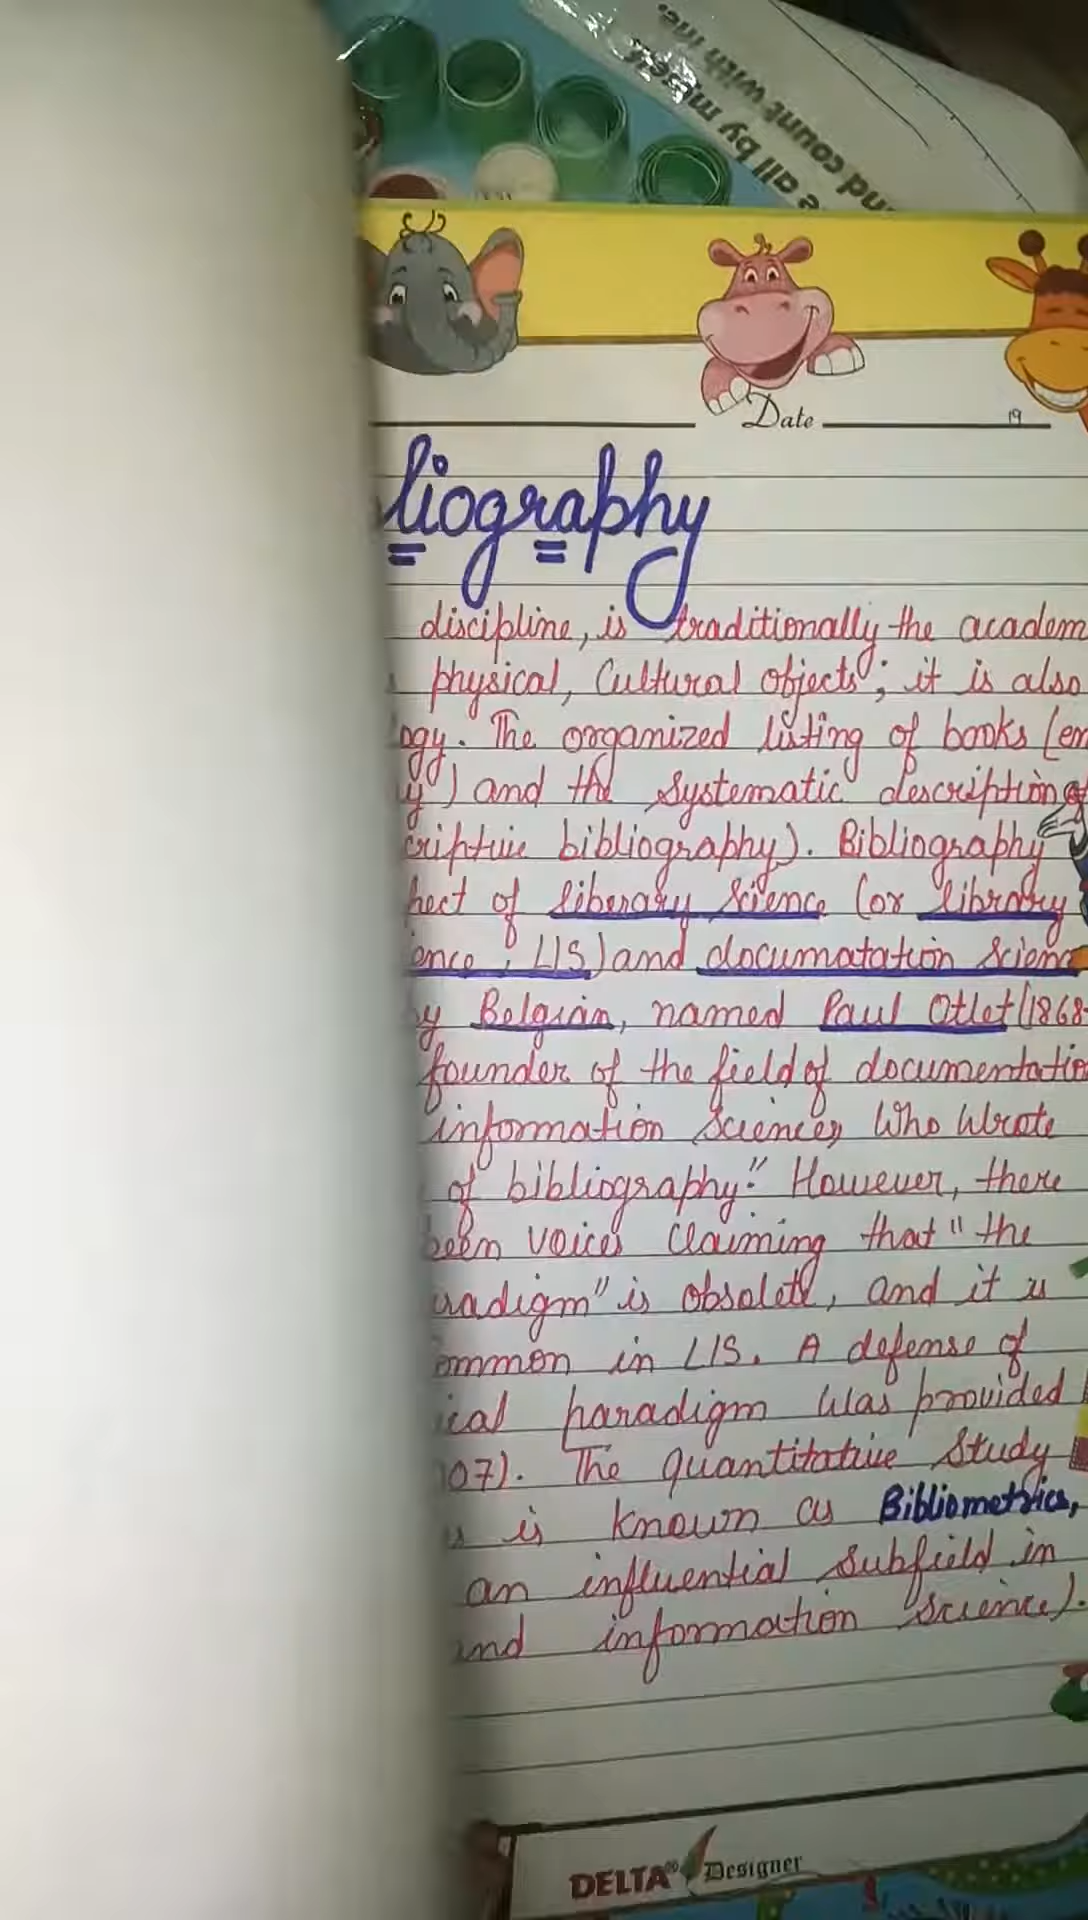 e all by myself
and count with me.
Date
19
liography
discipline, is traditionally the academ
physical, Cultural objects; it is also
ogy. The organized listing of books (en
y) and the systematic description of
criptive bibliography). Bibliography
pect of liberary Science (or library
ence, LIS) and documatation Scienc
y Belgian, named Paul Otlet (1868-
founder of the field of documentatio
information Sciences, Who Wrote
of bibliography." However, there
been voices Claiming that "the
radigm" is obsolete, and it is
ommon in LIS. A defense of
ical paradigm Was provided
07). The quantitative Study
s is known as Bibliometrics,
an influential Subfield in
and information Science).
DELTA® Designer